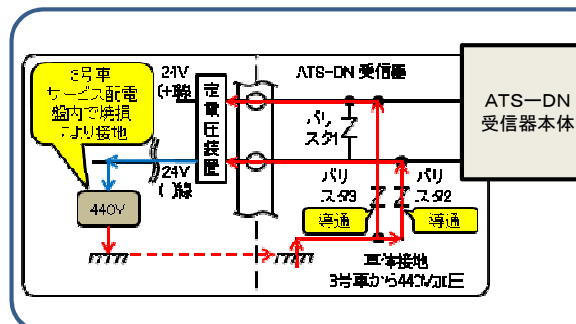 3号車
サービス配電
盤内で焼損
により接地
24V
(+)線
定電圧装置
24V
( )線
440V
ATS-DN 受信器
バリ
スタ1
バリ
スタ3
バリ
スタ2
導通
導通
車体接地
3号車から440V加圧
ATS-DN
受信器本体